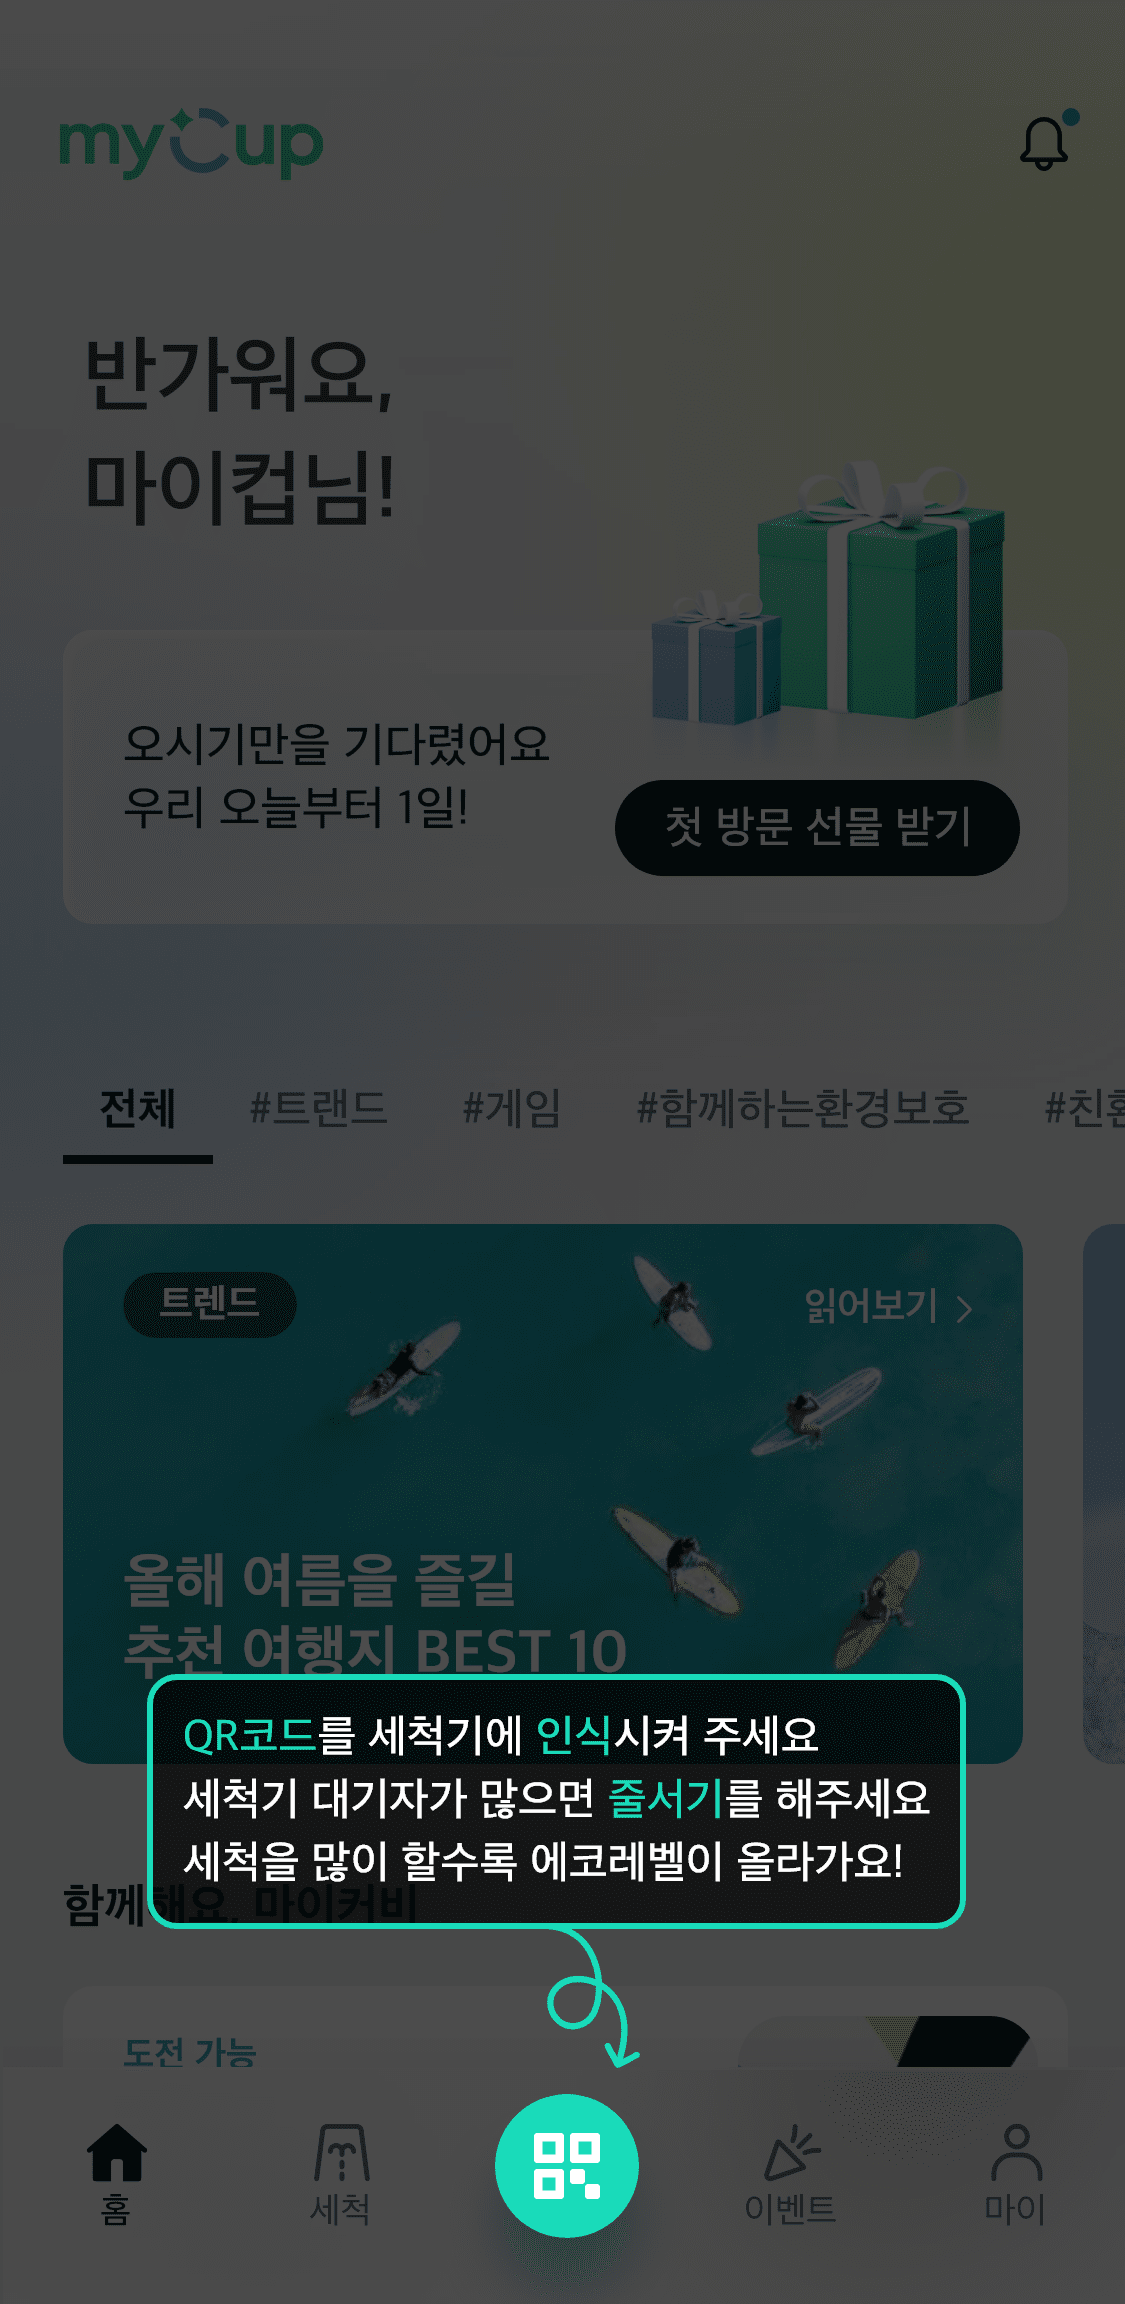 myCup
반가워요,
마이컵님!
오시기만을 기다렸어요
우리 오늘부터 1일!
첫 방문 선물 받기
전체 #트랜드 #게임 #함께하는환경보호 #친환
트렌드
읽어보기
올해 여름을 즐길
추천 여행지 BEST 10
QR코드를 세척기에 인식시켜 주세요
세척기 대기자가 많으면 줄서기를 해주세요
세척을 많이 할수록 에코레벨이 올라가요!
함께해요, 마이커비
도전 가능
홈 세척 이벤트 마이